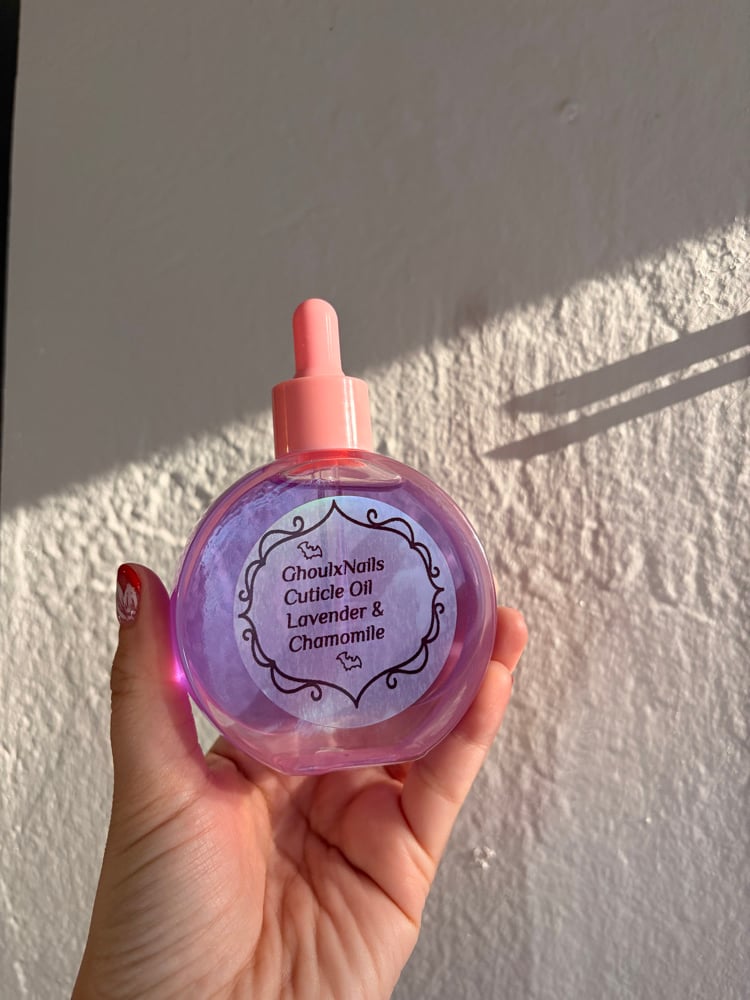 GhoulxNails
Cuticle Oil
Lavender &
Chamomile